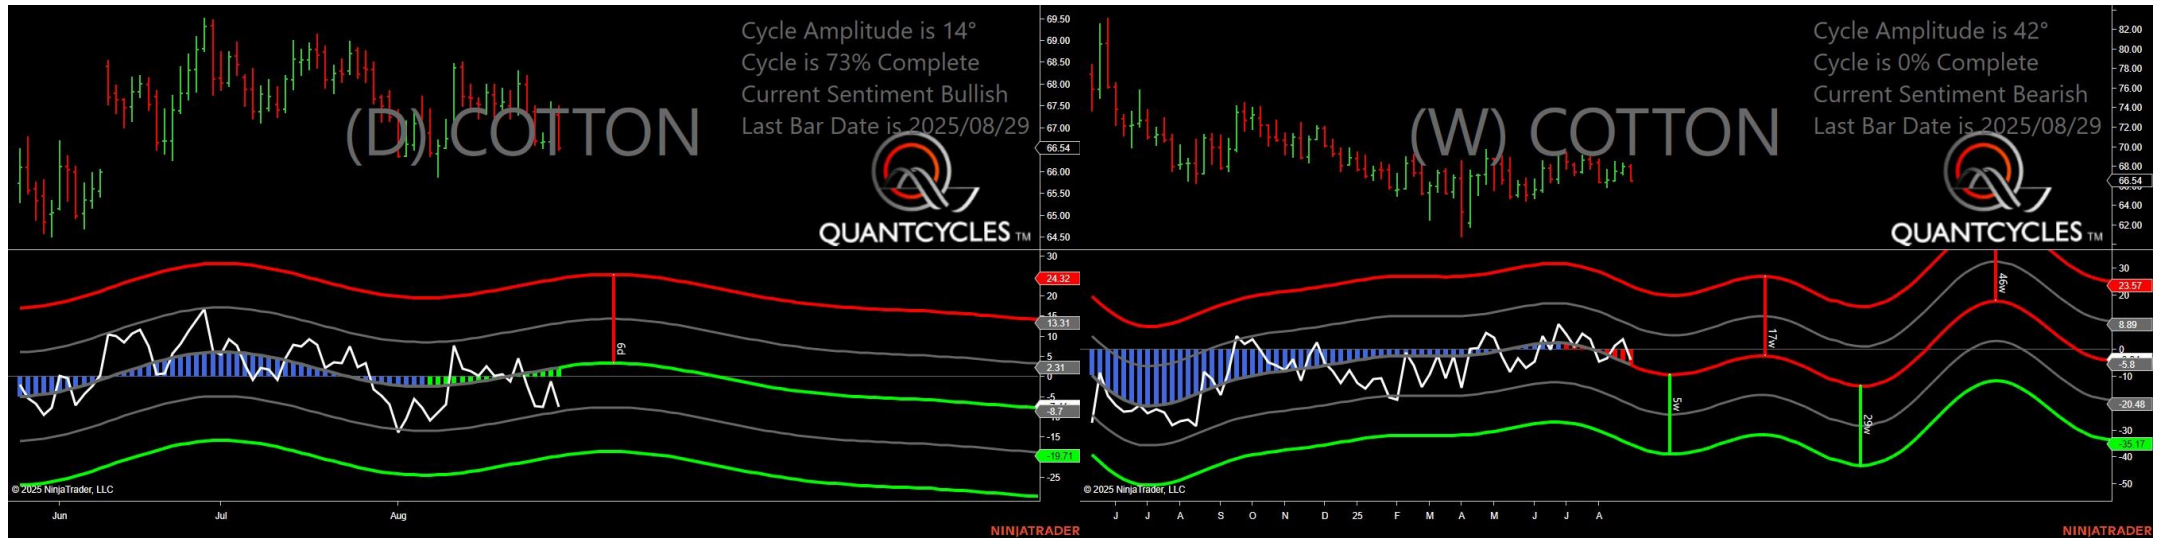 Cycle Amplitude is 14°
Cycle is 73% Complete
Current Sentiment Bullish
Last Bar Date is 2025/08/29
(D) COTTON
QUANTCYCLES TM
69.50
69.00
68.50
68.00
67.50
67.00
66.54
66.00
65.50
65.00
64.50
30
24.32
20
15
13.31
10
5
2.31
0
-5
-8.7
-15
-19.71
-25
6d
© 2025 NinjaTrader, LLC
Jun Jul Aug
NINJATRADER
Cycle Amplitude is 42°
Cycle is 0% Complete
Current Sentiment Bearish
Last Bar Date is 2025/08/29
(W) COTTON
QUANTCYCLES TM
82.00
80.00
78.00
76.00
74.00
72.00
70.00
68.00
66.54
64.00
62.00
30
23.57
20
8.89
0
-5.8
-10
-20.48
-30
-35.17
-40
-50
5w
17w
29w
46w
© 2025 NinjaTrader, LLC
J J A S O N D 25 F M A M J J A
NINJATRADER